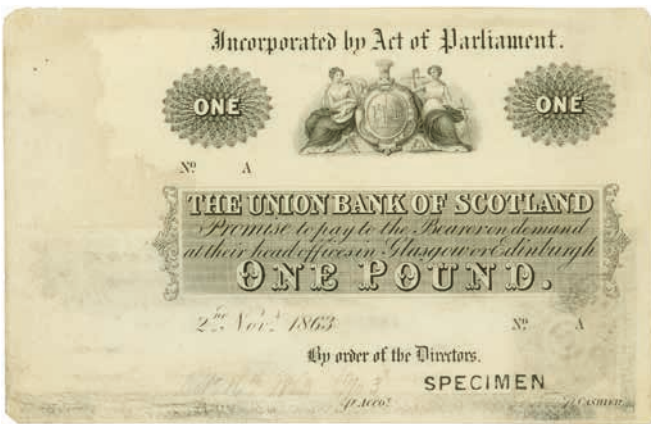 Incorporated by Act of Parliament.
ONE ONE
Nº A
THE UNION BANK OF SCOTLAND
Promise to pay to the Bearer on demand
at their head offices in Glasgow or Edinburgh
ONE POUND.
2nd Novr. 1863 Nº A
By order of the Directors.
SPECIMEN
p. ACCOT. p. CASHIER.